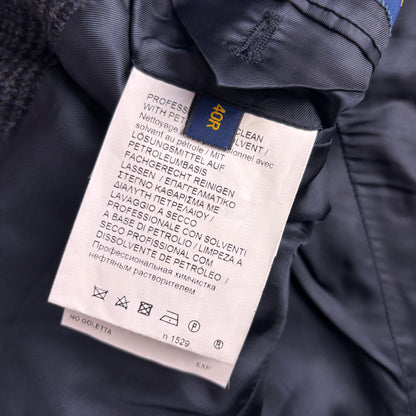 40R
PROFESS CLEAN
WITH PET SOLVENT /
Nettoyage sionnel avec
solvant au pétrole / MIT
LÖSUNGSMITTEL AUF
PETROLEUMBASIS
FACHGERECHT REINIGEN
LASSEN / ΕΠΑΓΓΕΛΜΑΤΙΚΟ
ΣΤΕΓΝΟ ΚΑΘΑΡΙΣΜΑ ΜΕ
ΔΙΑΛΥΤΗ ΠΕΤΡΕΛΑΙΟΥ /
LAVAGGIO A SECCO
PROFESSIONALE CON SOLVENTI
A BASE DI PETROLIO / LIMPEZA A
SECO PROFISSIONAL COM
DISSOLVENTE DE PETRÓLEO /
Профессиональная химчистка
нефтяным растворителем
P
n 1529
®
NO GOLETTA
EXP